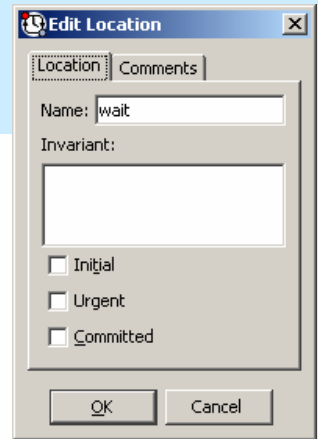 Edit Location
Location Comments
Name: wait
Invariant:
Initial
Urgent
Committed
OK Cancel